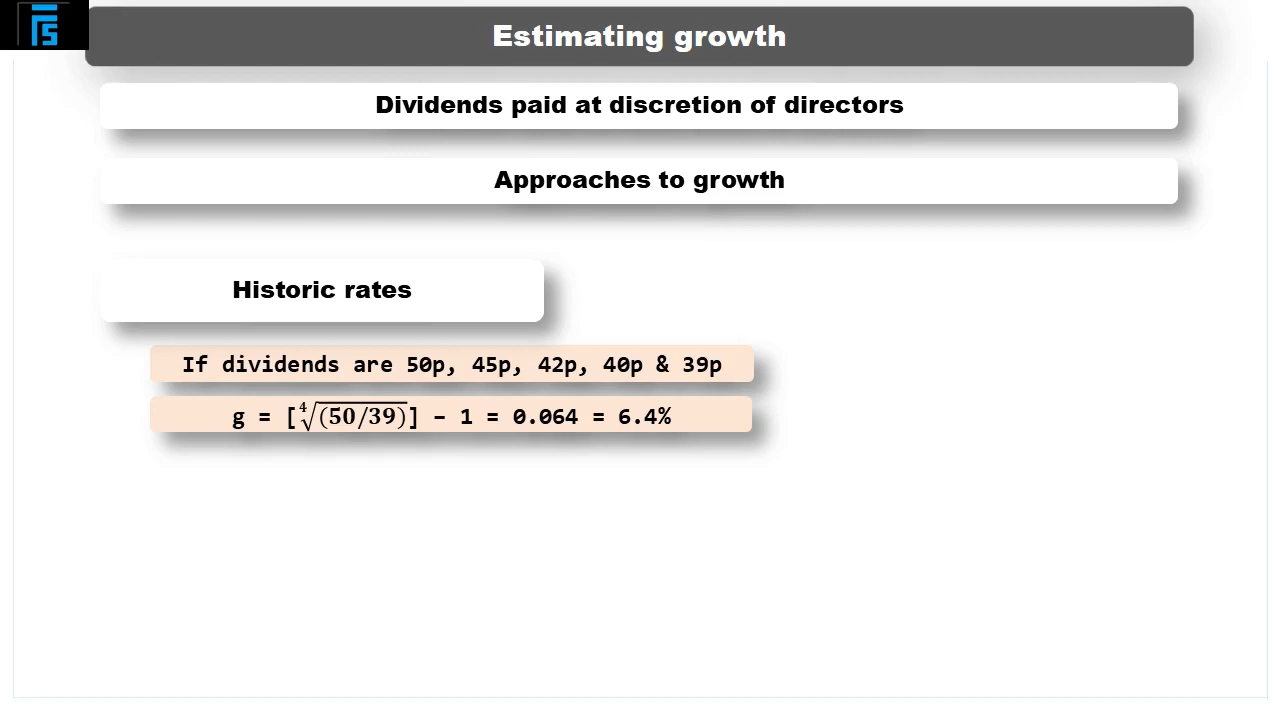 Estimating growth
Dividends paid at discretion of directors
Approaches to growth
Historic rates
If dividends are 50p, 45p, 42p, 40p & 39p
g = [∜(50/39)] – 1 = 0.064 = 6.4%